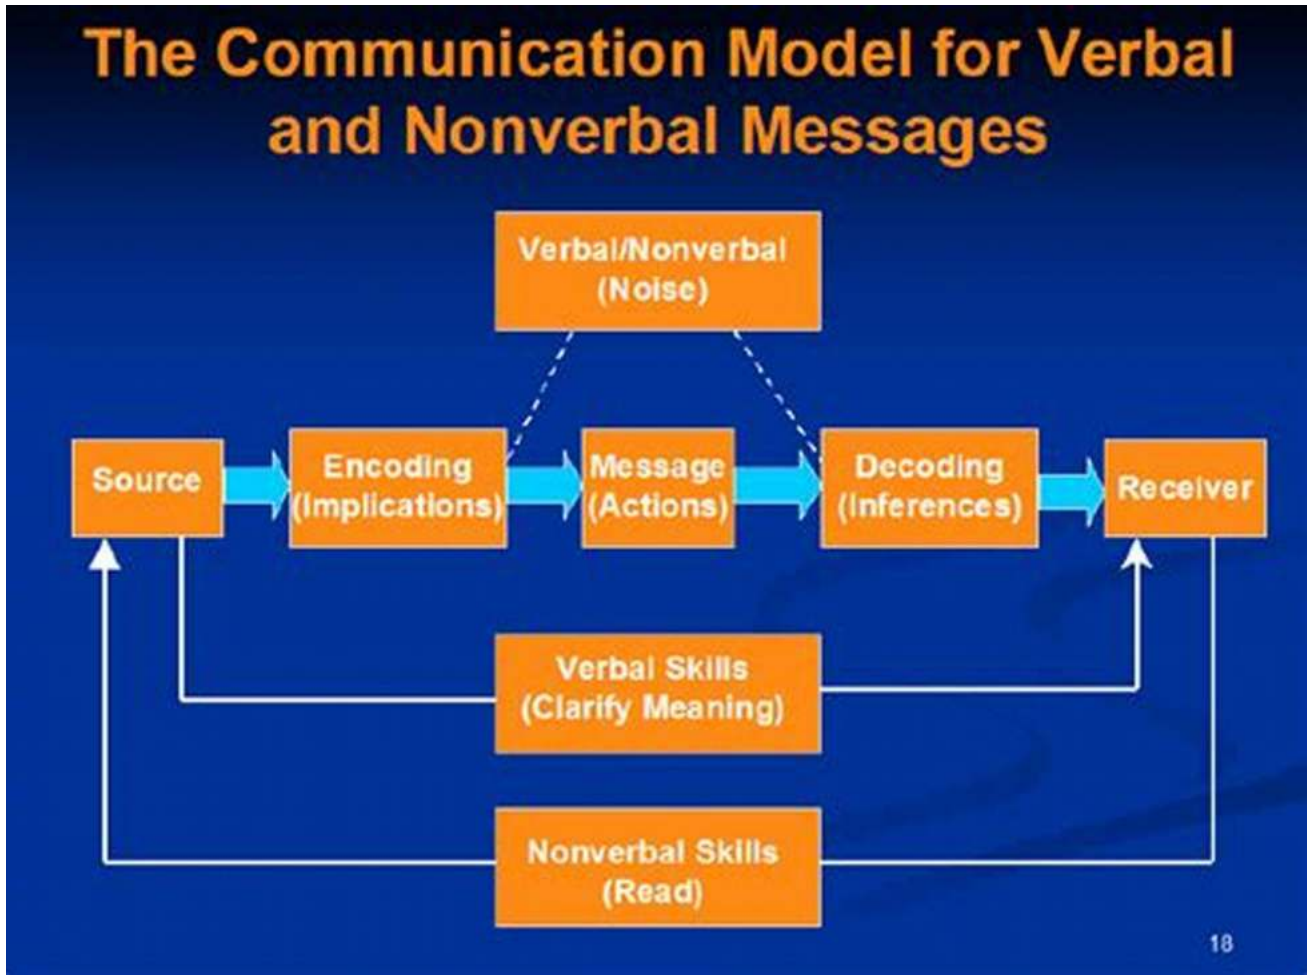 The Communication Model for Verbal
and Nonverbal Messages
Verbal/Nonverbal
(Noise)
Source
Encoding
(Implications)
Message
(Actions)
Decoding
(Inferences)
Receiver
Verbal Skills
(Clarify Meaning)
Nonverbal Skills
(Read)
18